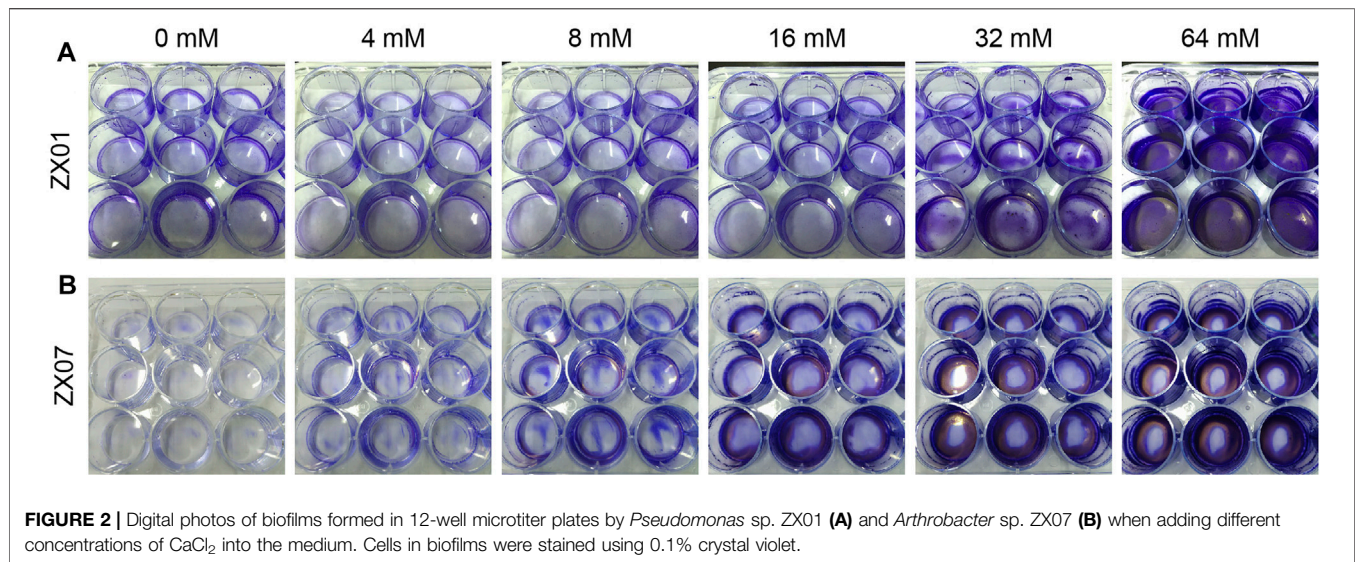 A
0 mM 4 mM 8 mM 16 mM 32 mM 64 mM
ZX01
B
ZX07
FIGURE 2 | Digital photos of biofilms formed in 12-well microtiter plates by Pseudomonas sp. ZX01 (A) and Arthrobacter sp. ZX07 (B) when adding different
concentrations of CaCl₂ into the medium. Cells in biofilms were stained using 0.1% crystal violet.